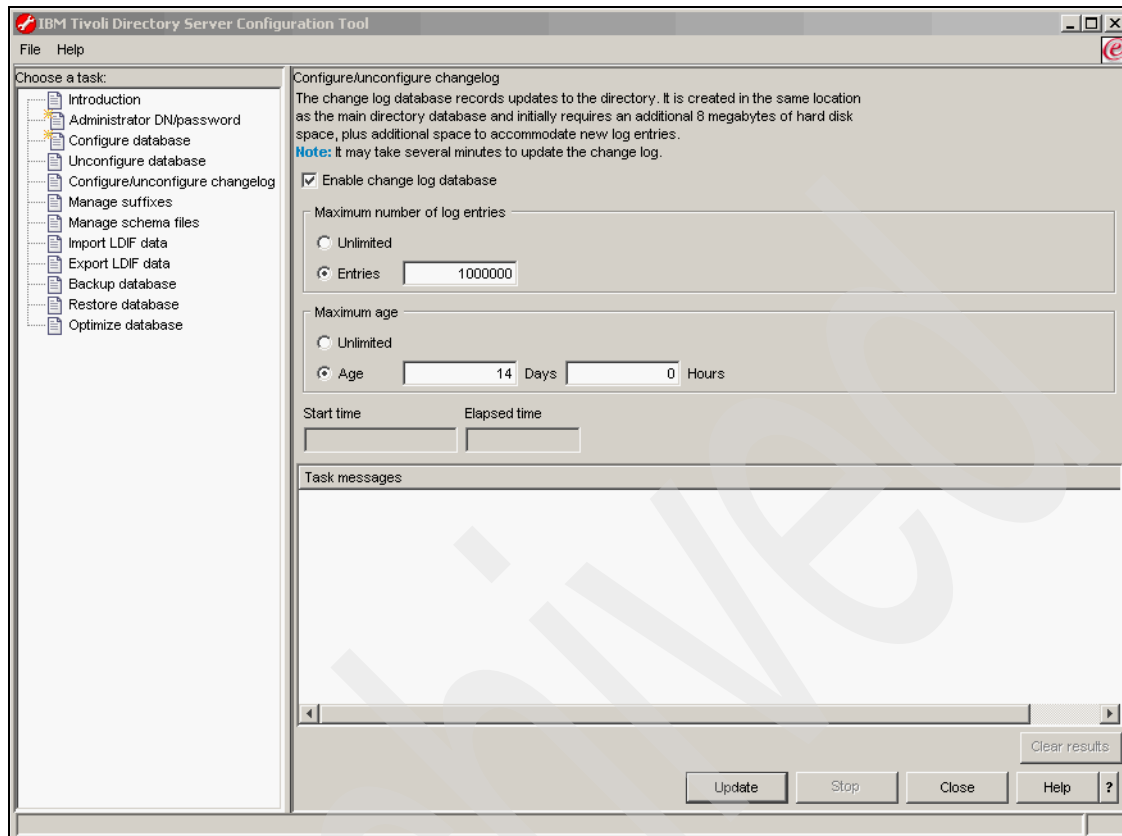 IBM Tivoli Directory Server Configuration Tool
File Help
Choose a task:
Introduction
Administrator DN/password
Configure database
Unconfigure database
Configure/unconfigure changelog
Manage suffixes
Manage schema files
Import LDIF data
Export LDIF data
Backup database
Restore database
Optimize database
Configure/unconfigure changelog
The change log database records updates to the directory. It is created in the same location
as the main directory database and initially requires an additional 8 megabytes of hard disk
space, plus additional space to accommodate new log entries.
Note: It may take several minutes to update the change log.
Enable change log database
Maximum number of log entries
Unlimited
Entries 1000000
Maximum age
Unlimited
Age 14 Days 0 Hours
Start time Elapsed time
Task messages
Clear results
Update Stop Close Help ?